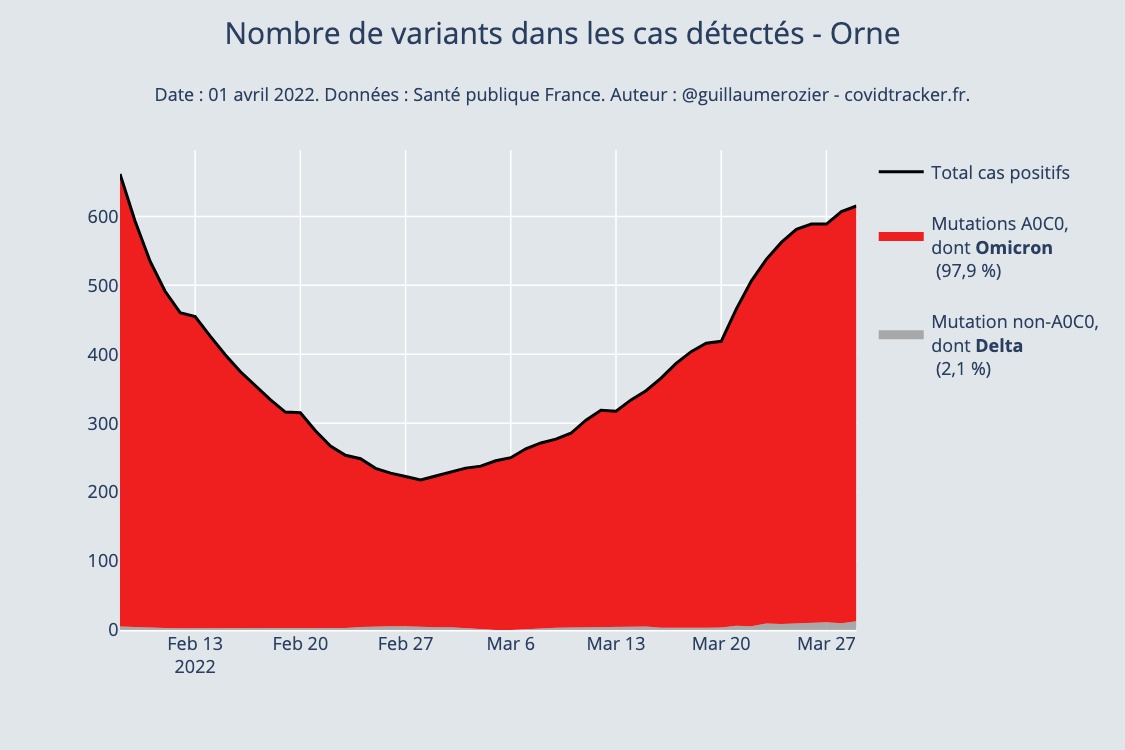 Nombre de variants dans les cas détectés - Orne
Date : 01 avril 2022. Données : Santé publique France. Auteur : @guillaumerozier - covidtracker.fr.
Total cas positifs
Mutations A0C0,
dont Omicron
(97,9 %)
Mutation non-A0C0,
dont Delta
(2,1 %)
600
500
400
300
200
100
0
Feb 13 Feb 20 Feb 27 Mar 6 Mar 13 Mar 20 Mar 27
2022